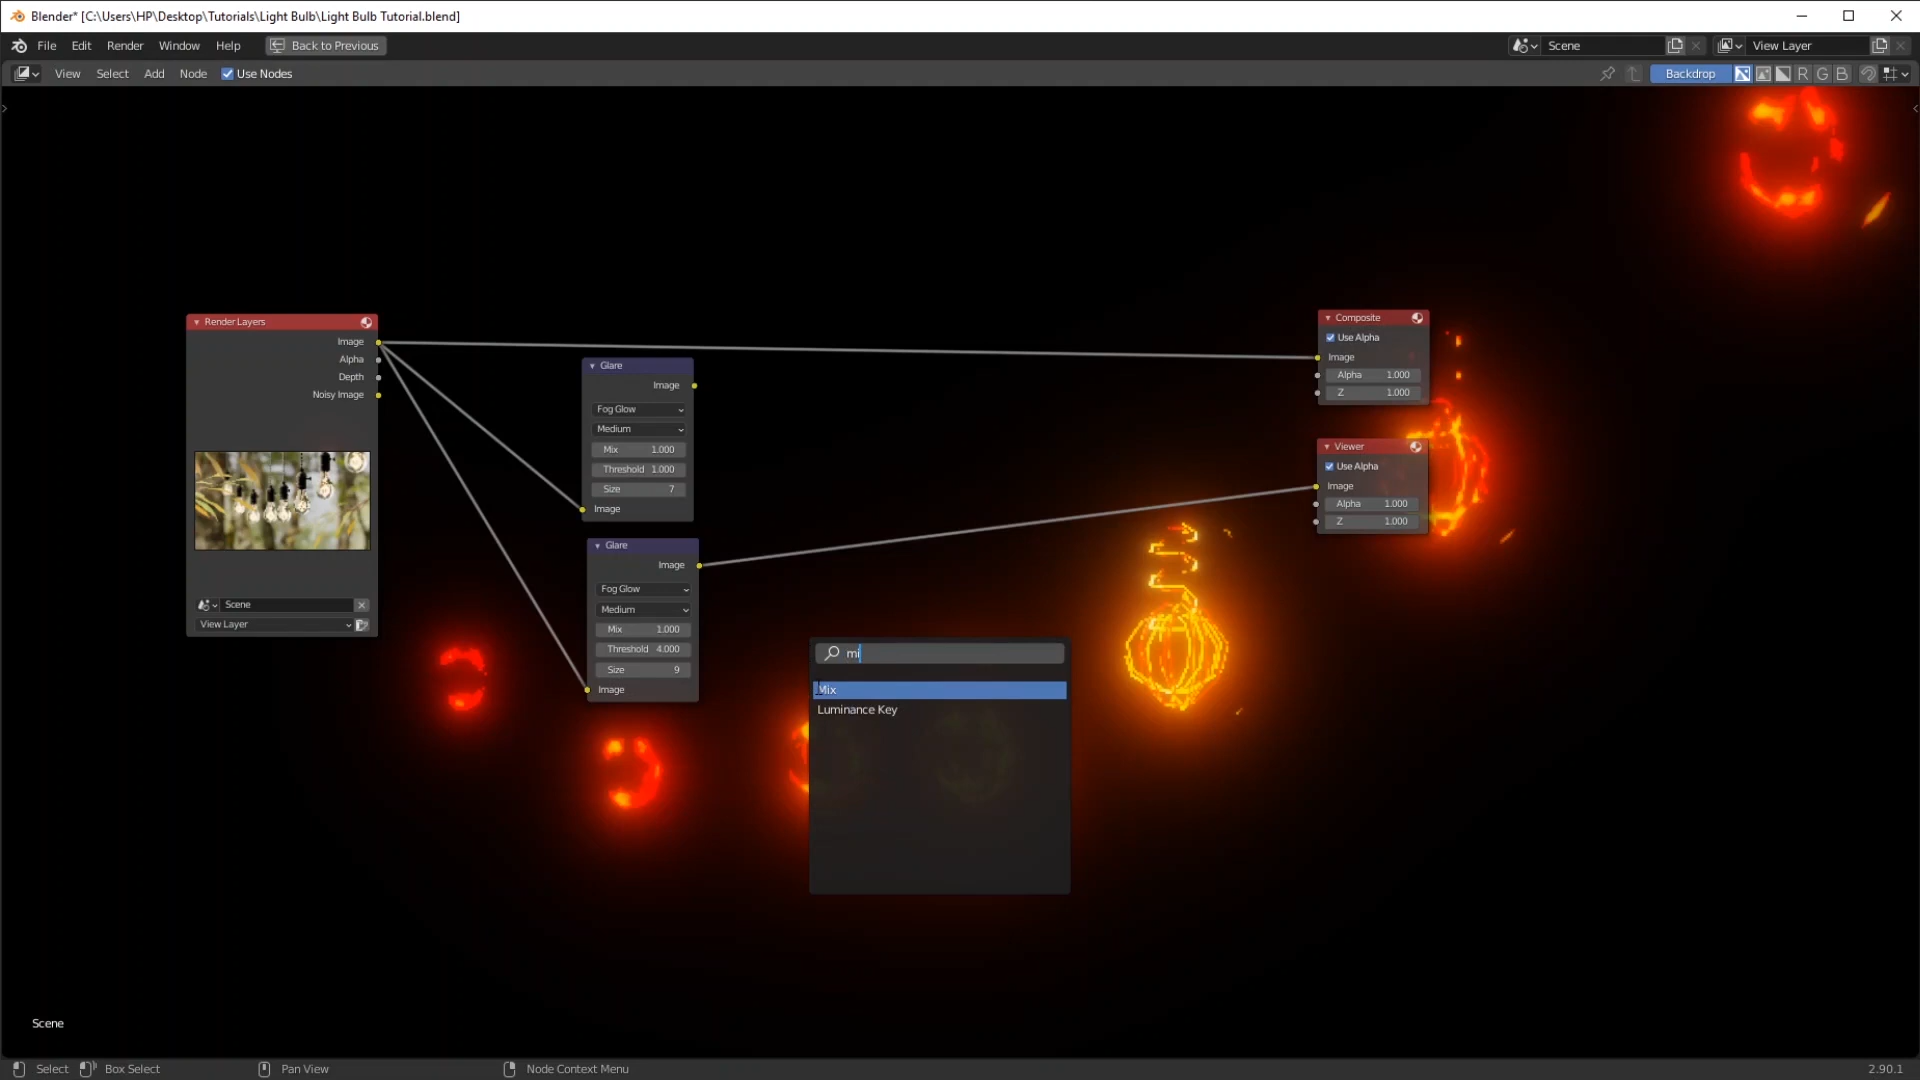 Blender* [C:\Users\HP\Desktop\Tutorials\Light Bulb\Light Bulb Tutorial.blend]
File Edit Render Window Help Back to Previous Scene View Layer
View Select Add Node Use Nodes Backdrop R G B
Render Layers
Image
Alpha
Depth
Noisy Image
Scene
View Layer
Glare
Image
Fog Glow
Medium
Mix 1.000
Threshold 1.000
Size 7
Image
Glare
Image
Fog Glow
Medium
Mix 1.000
Threshold 4.000
Size 9
Image
mi
Mix
Luminance Key
Composite
Use Alpha
Image
Alpha 1.000
Z 1.000
Viewer
Use Alpha
Image
Alpha 1.000
Z 1.000
Scene
Select Box Select Pan View Node Context Menu 2.90.1